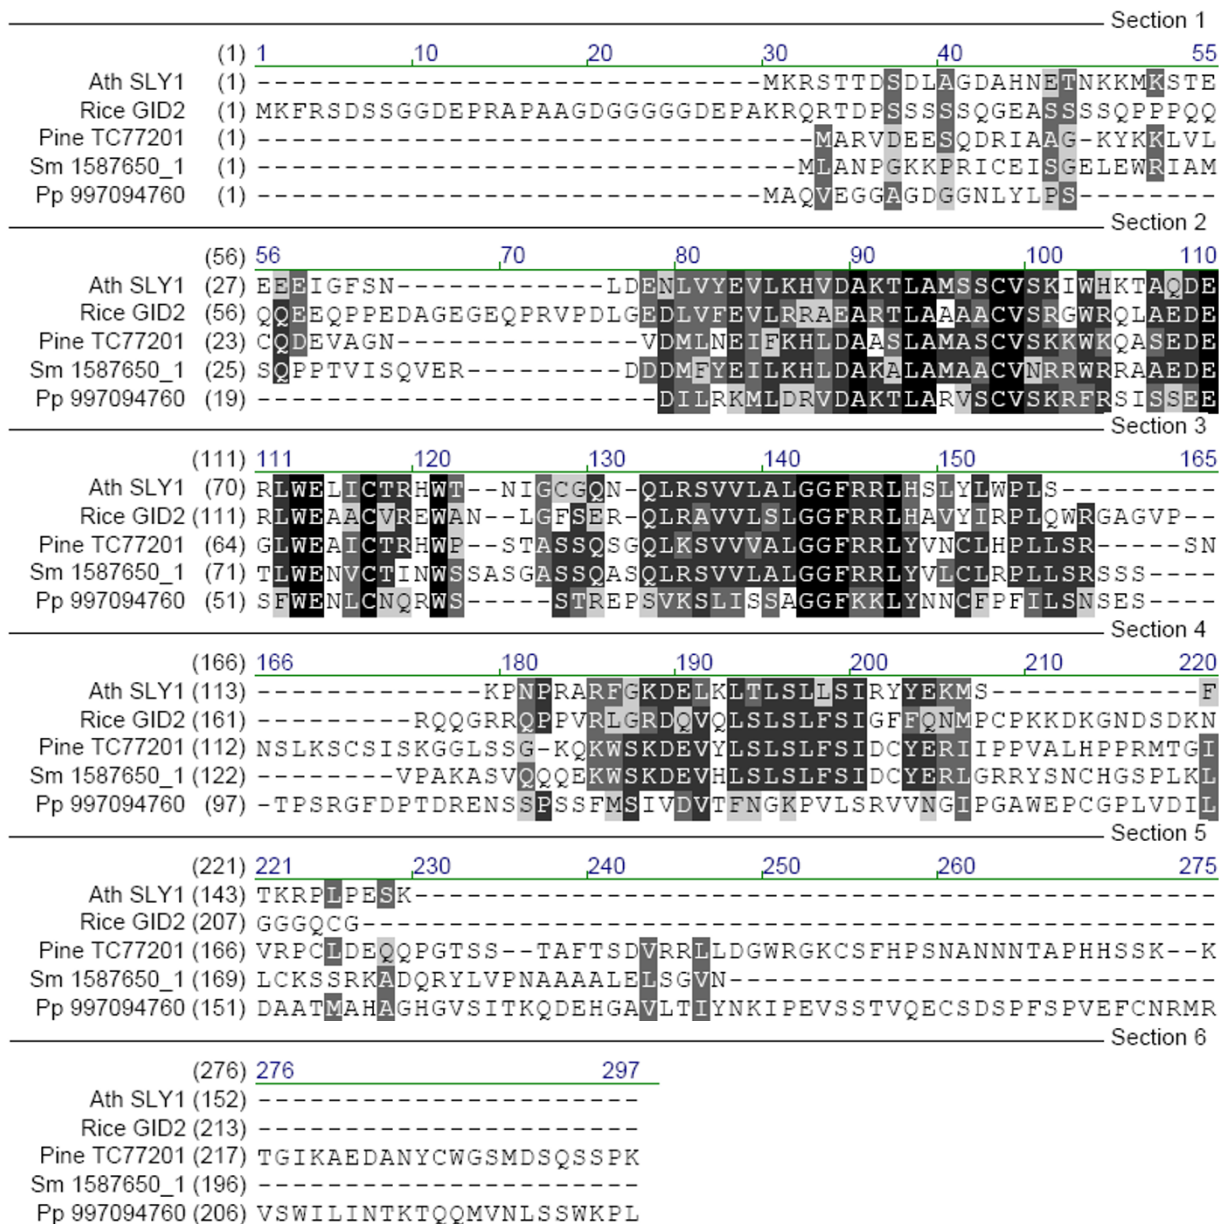 Section 1
(1) 1 10 20 30 40 55
Ath SLY1 (1) -----------------------------MKRSTTDSDLAGDAHNETNKKMKSTE
Rice GID2 (1) MKFRSDSSGGDEPRAPAAGDGGGGGDEPAKRQRTDPSSSSSQGEASSSSQPPPQQ
Pine TC77201 (1) --------------------------------MARVDEESQDRIAAG-KYKKLVL
Sm 1587650_1 (1) -------------------------------MLANPGKKPRICEISGELEWRIAM
Pp 997094760 (1) -----------------------------MAQVEGGAGDGGNLYLPS--------
Section 2
(56) 56 70 80 90 100 110
Ath SLY1 (27) EEEIGFSN------------LDENLVYEVLKHVDAKTLAMSSCVSKIWHKTAQDE
Rice GID2 (56) QQEEQPPEDAGEGEQPRVPDLGEDLVFEVLRRAEARTLAAAACVSRGWRQLAEDE
Pine TC77201 (23) CQDEVAGN--------------VDMLNEIFKHLDAASLAMASCVSKKWKQASEDE
Sm 1587650_1 (25) SQPPTVISQVER---------DDDMFYEILKHLDAKALAMAACVNRRWRRAAEDE
Pp 997094760 (19) -----------------------DILRKMLDRVDAKTLARVSCVSKRFRSISSEE
Section 3
(111) 111 120 130 140 150 165
Ath SLY1 (70) RLWELICTRHWT--NIGCGQN-QLRSVVLALGGFRRLHSLYLWPLS---------
Rice GID2 (111) RLWEAACVREWAN--LGFSER-QLRAVVLSLGGFRRLHAVYIRPLQWRGAGVP--
Pine TC77201 (64) GLWEAICTRHWP--STASSQSGQLKSVVVALGGFRRLYVNCLHPLLSR-----SN
Sm 1587650_1 (71) TLWENVCTINWSSASGASSQASQLRSVVLALGGFRRLYVLCLRPLLSRSSS----
Pp 997094760 (51) SFWENLCNQRWS-----STREPSVKSLISSAGGFKKLYNNCFPFILSNSES----
Section 4
(166) 166 180 190 200 210 220
Ath SLY1 (113) -------------KPNPRARFGKDELKLTLSLLSIRYYEKMS------------F
Rice GID2 (161) ---------RQQGRRQPPVRLGRDQVQLSLSLFSIGFFQNMPCPKKDKGNDSDKN
Pine TC77201 (112) NSLKSCSISKGGLSSG-KQKWSKDEVYLSLSLFSIDCYERIIPPVALHPPRMTGI
Sm 1587650_1 (122) --------VPAKASVQQQEKWSKDEVHLSLSLFSIDCYERLGRRYSNCHGSPLKL
Pp 997094760 (97) -TPSRGFDPTDRENSSPSSFMSIVDVTFNGKPVLSRVVNGIPGAWEPCGPLVDIL
Section 5
(221) 221 230 240 250 260 275
Ath SLY1 (143) TKRPLPESK----------------------------------------------
Rice GID2 (207) GGGQCG-------------------------------------------------
Pine TC77201 (166) VRPCLDEQQPGTSS--TAFTSDVRRLLDGWRGKCSFHPSNANNNTAPHHSSK--K
Sm 1587650_1 (169) LCKSSRKADQRYLVPNAAAALELSGVN----------------------------
Pp 997094760 (151) DAATMAHAGHGVSITKQDEHGAVLTIYNKIPEVSSTVQECSDSPFSPVEFCNRMR
Section 6
(276) 276 297
Ath SLY1 (152) ----------------------
Rice GID2 (213) ----------------------
Pine TC77201 (217) TGIKAEDANYCWGSMDSQSSPK
Sm 1587650_1 (196) ----------------------
Pp 997094760 (206) VSWILINTKTQQMVNLSSWKPL